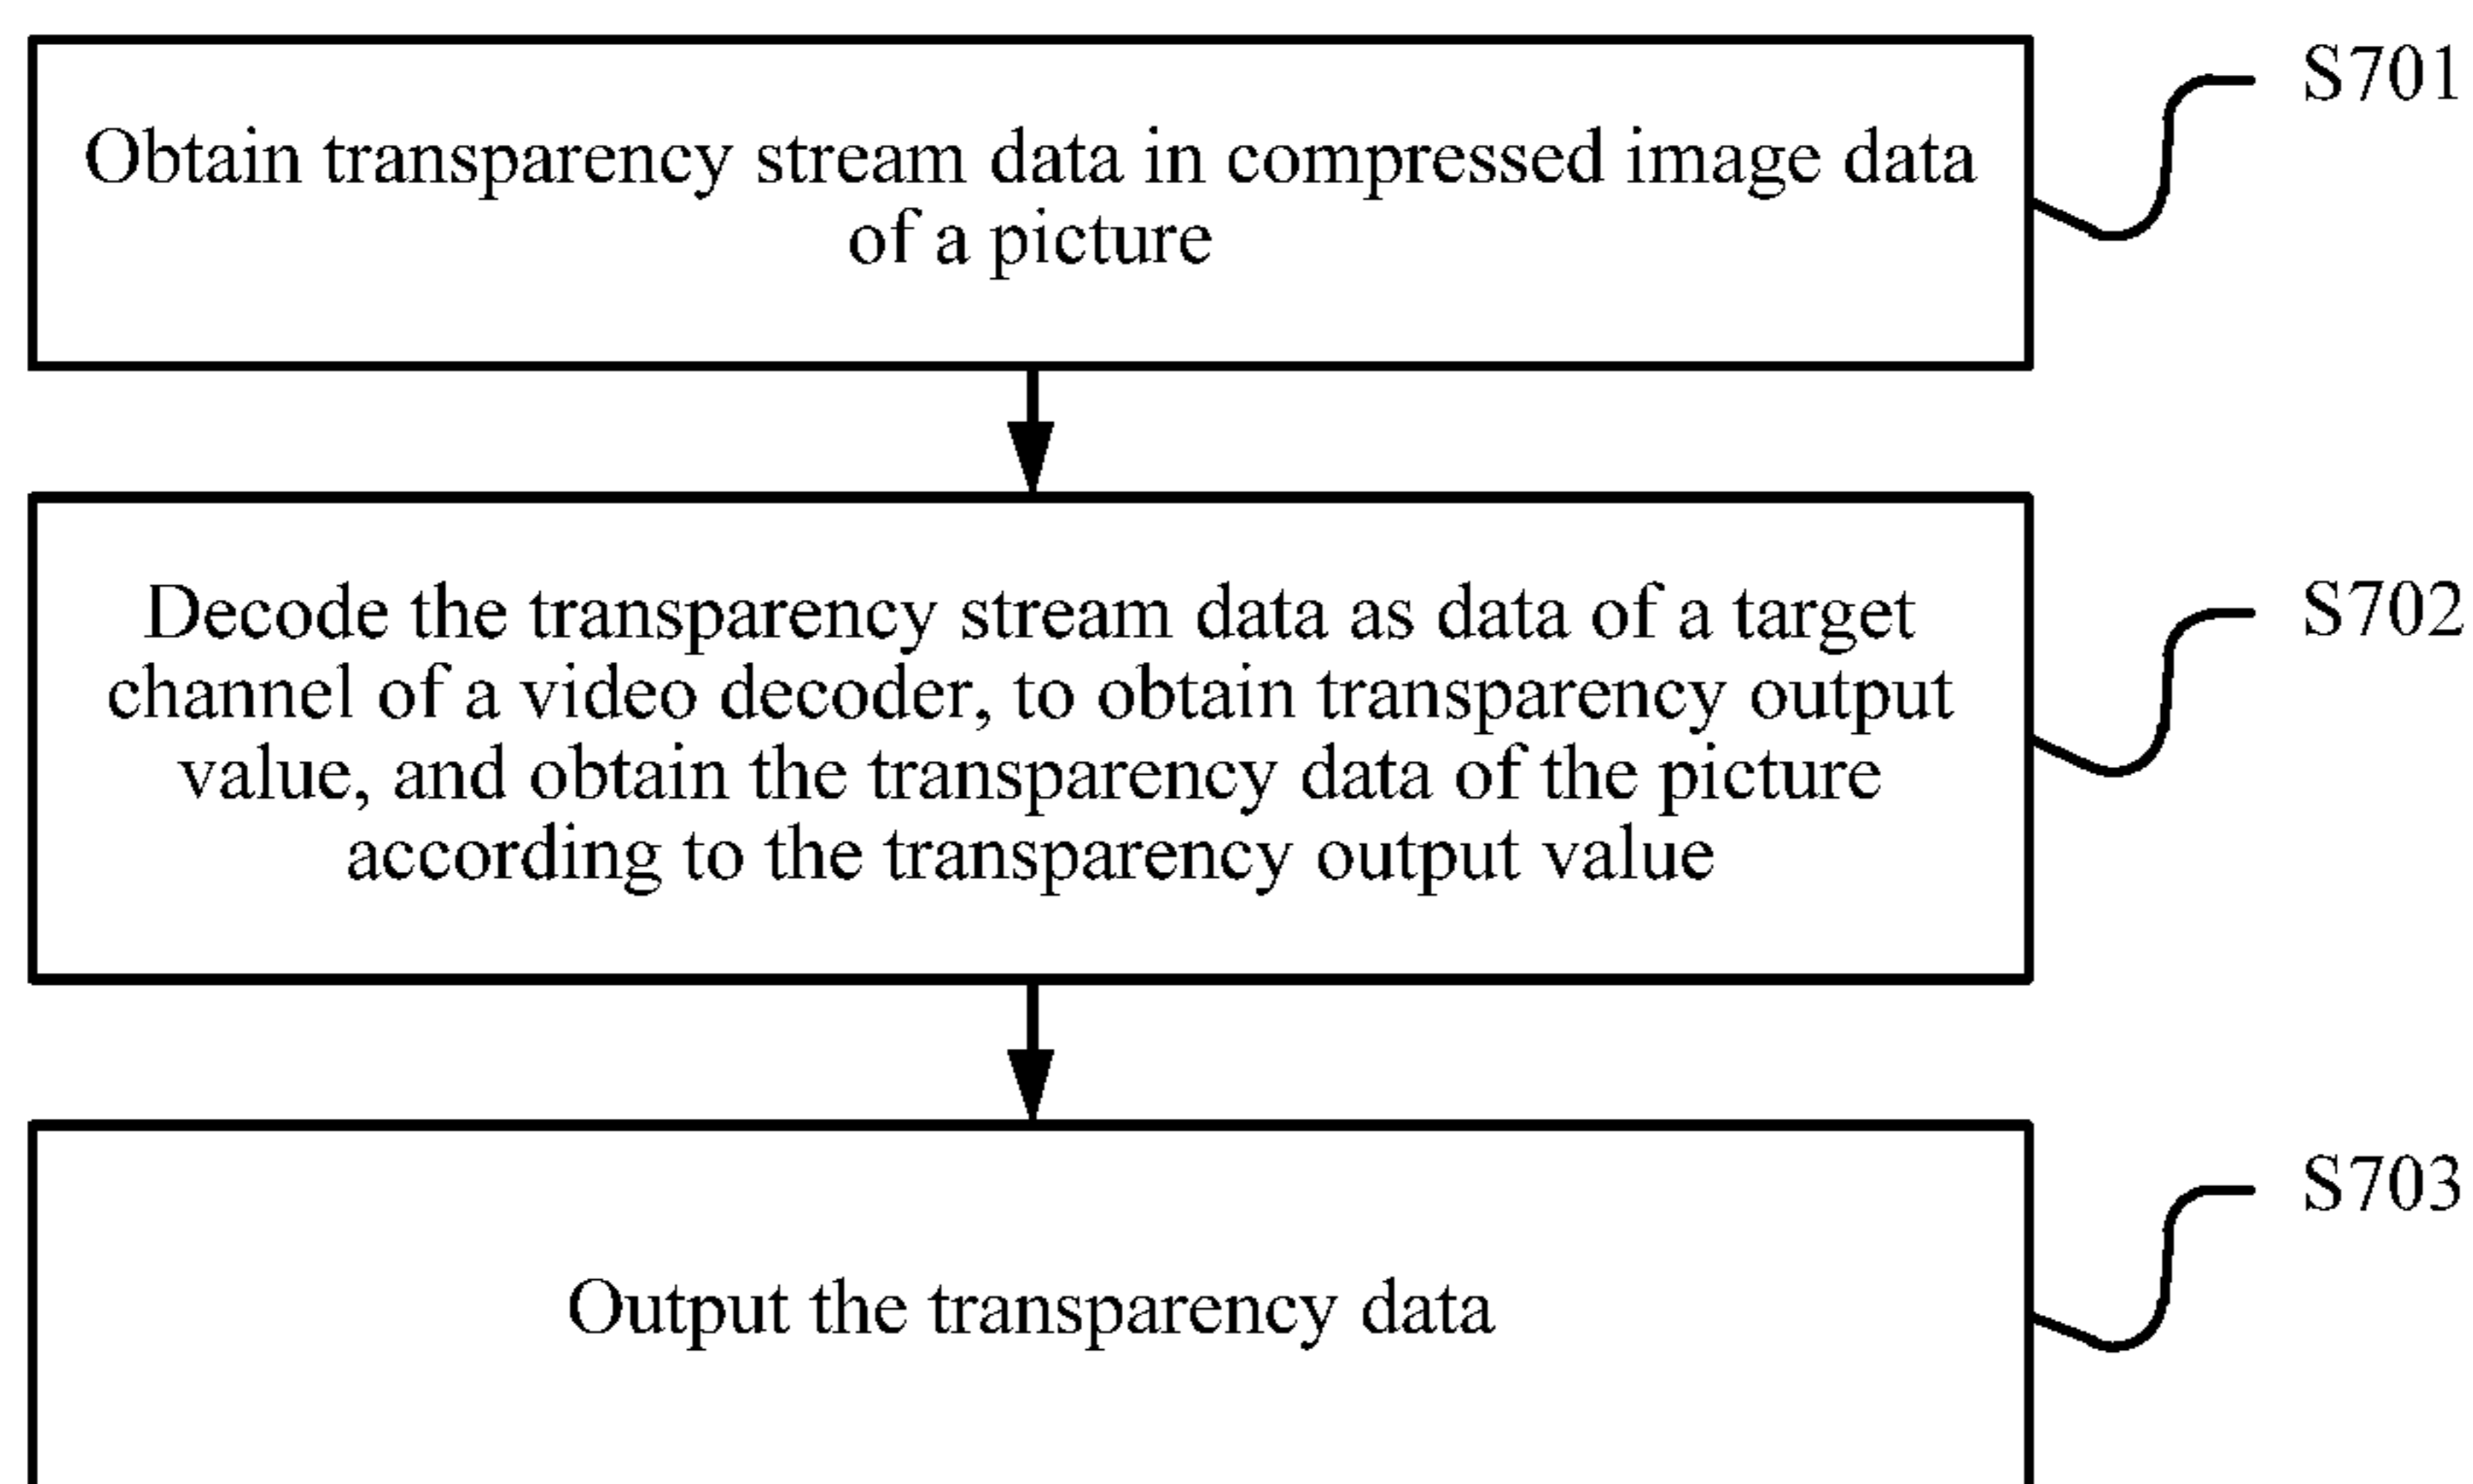 S701
Obtain transparency stream data in compressed image data
of a picture
S702
Decode the transparency stream data as data of a target
channel of a video decoder, to obtain transparency output
value, and obtain the transparency data of the picture
according to the transparency output value
S703
Output the transparency data